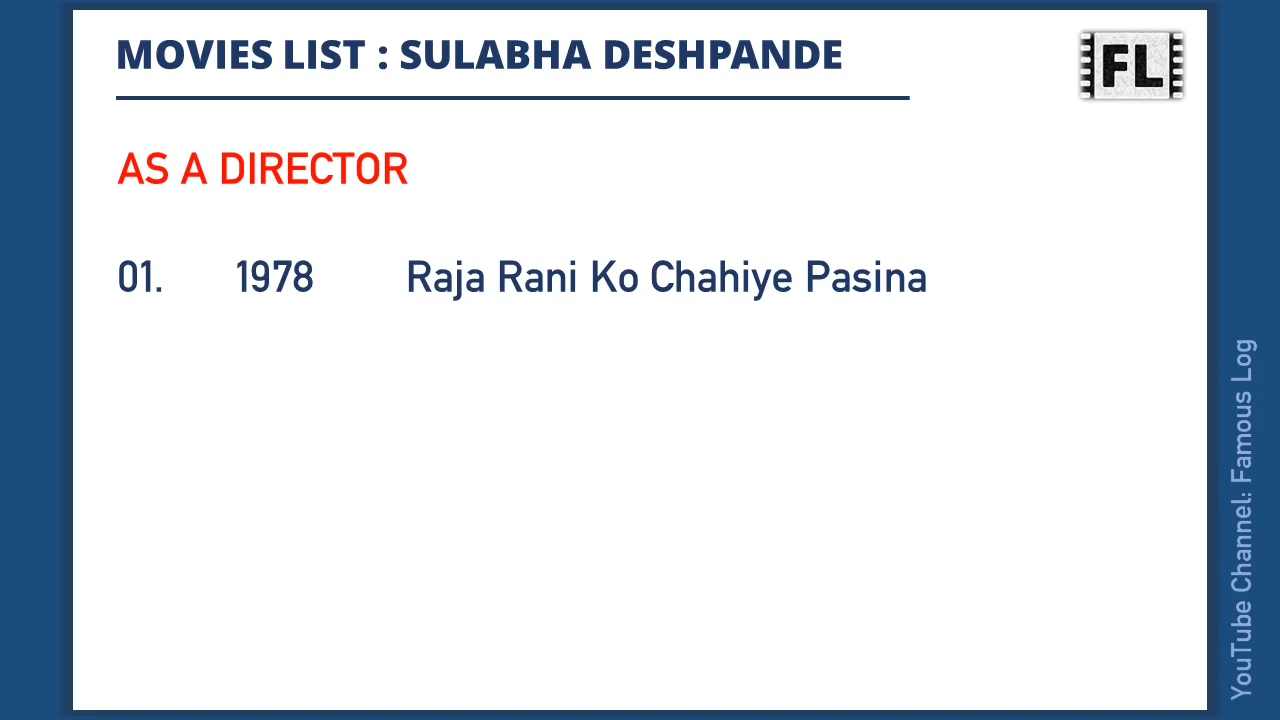 MOVIES LIST : SULABHA DESHPANDE
FL
AS A DIRECTOR
01. 1978 Raja Rani Ko Chahiye Pasina
YouTube Channel: Famous Log